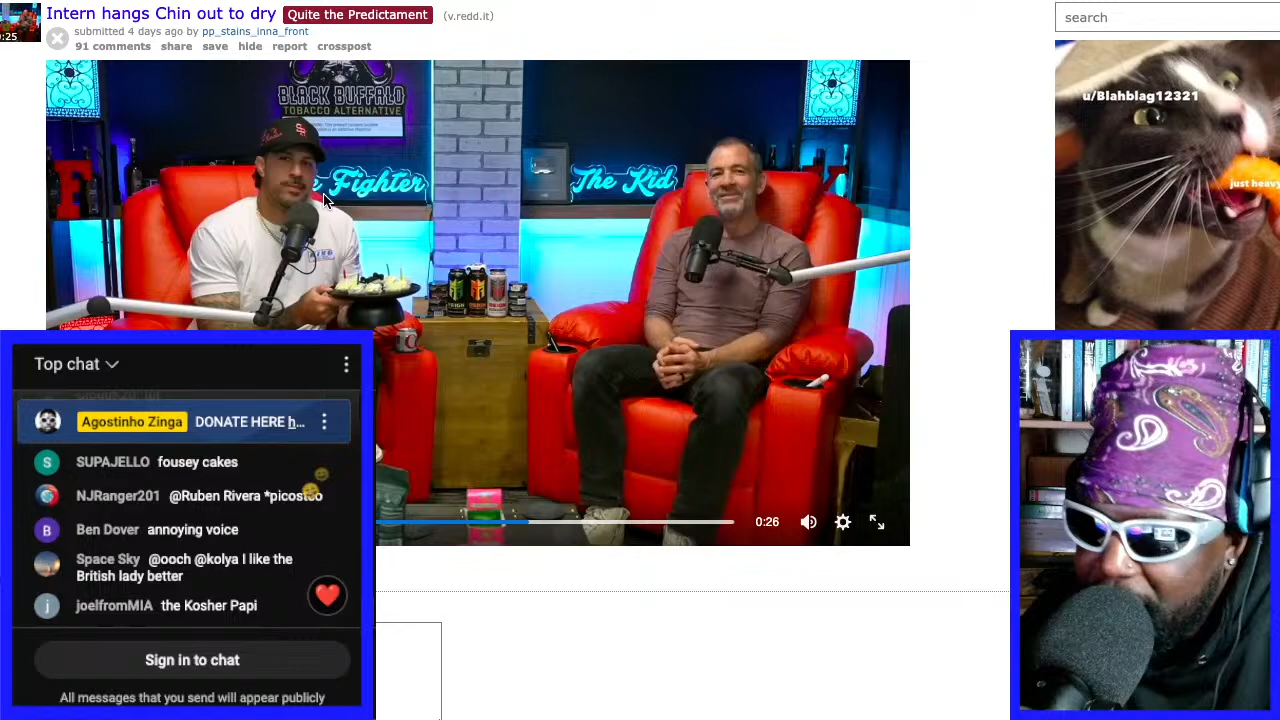 Intern hangs Chin out to dry Quite the Predictament (v.redd.it)
submitted 4 days ago by pp_stains_inna_front
91 comments share save hide report crosspost
:25
search
BLACK BUFFALO
TOBACCO ALTERNATIVE
e Fighter
The Kid
u/Blahblag12321
just heavy
0:26
Top chat
Agostinho Zinga DONATE HERE h...
S SUPAJELLO fousey cakes
NJRanger201 @Ruben Rivera *picos
B Ben Dover annoying voice
Space Sky @ooch @kolya I like the
British lady better
j joelfromMIA the Kosher Papi
Sign in to chat
All messages that you send will appear publicly